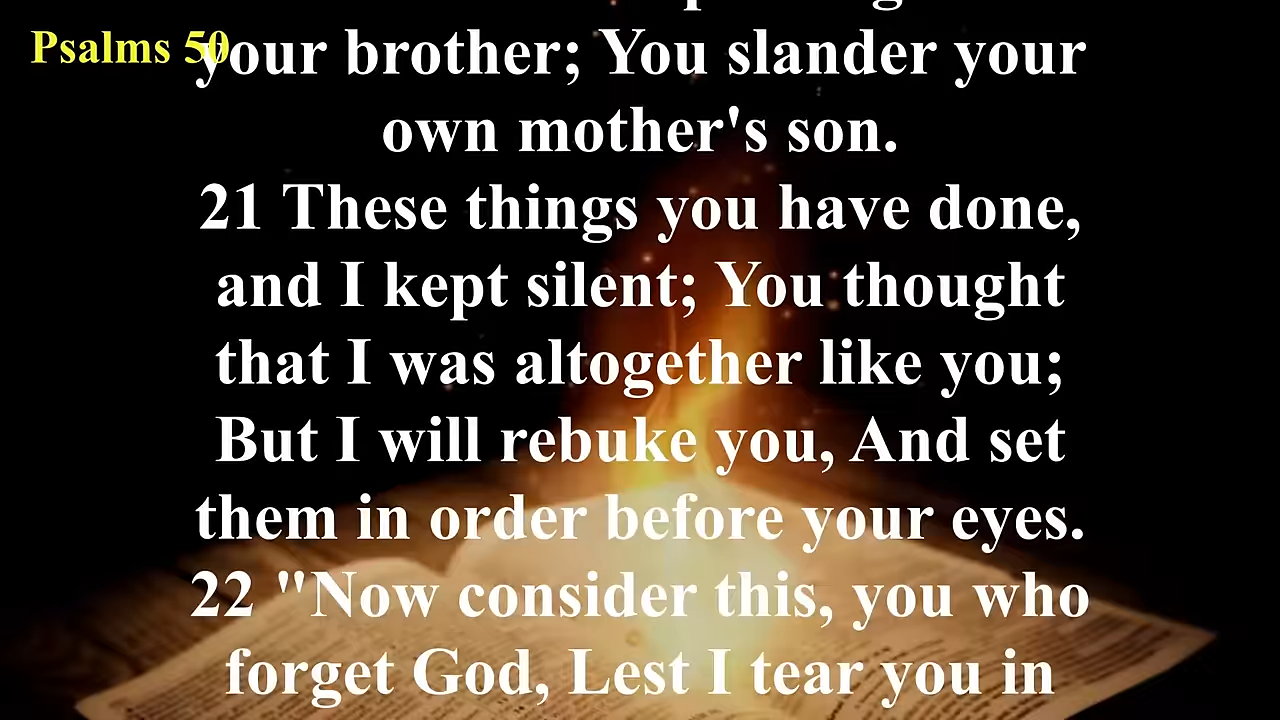 Psalms 50
your brother; You slander your
own mother's son.
21 These things you have done,
and I kept silent; You thought
that I was altogether like you;
But I will rebuke you, And set
them in order before your eyes.
22 "Now consider this, you who
forget God, Lest I tear you in